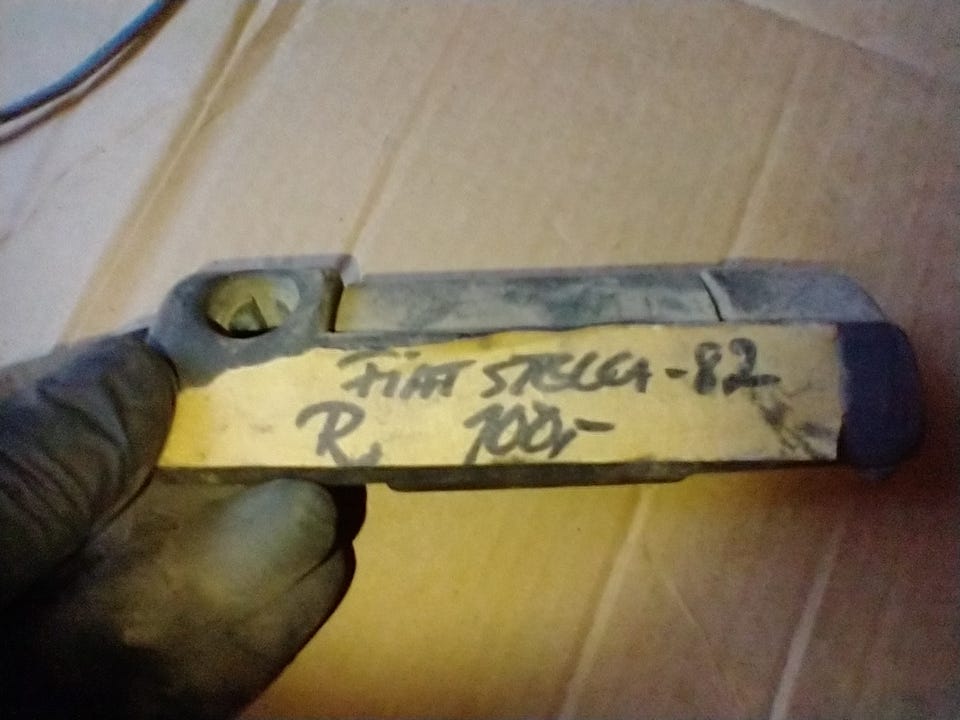 FIAT STRADA -82
R. 100,-